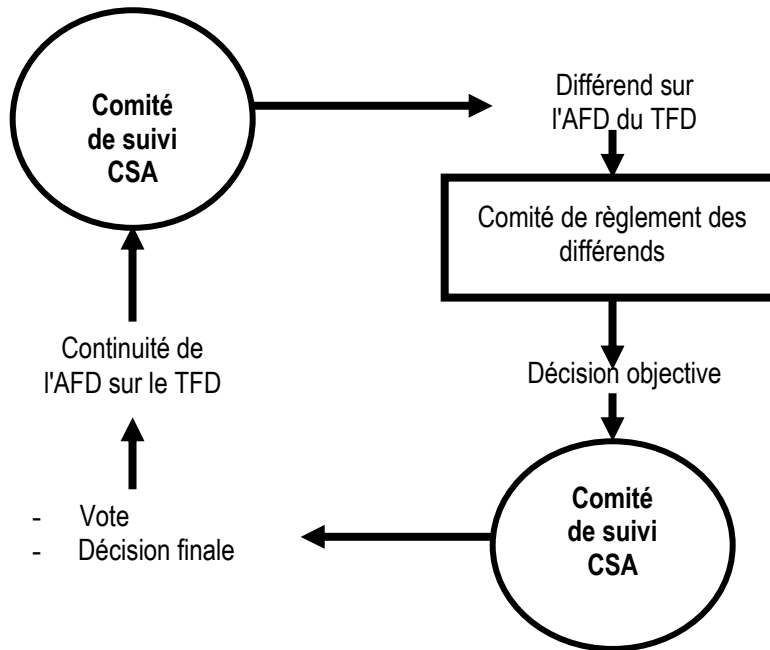 Comité
de suivi
CSA
Différend sur
l'AFD du TFD
Comité de règlement des
différends
Décision objective
Comité
de suivi
CSA
- Vote
- Décision finale
Continuité de
l'AFD sur le TFD